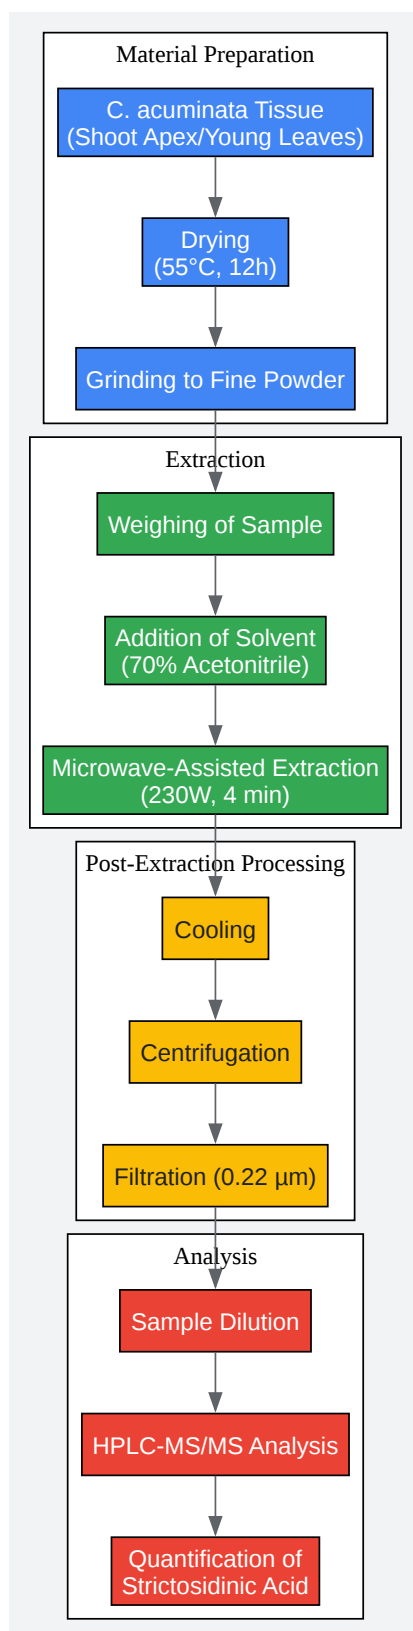 Material Preparation
C. acuminata Tissue
(Shoot Apex/Young Leaves)
Drying
(55°C, 12h)
Grinding to Fine Powder
Extraction
Weighing of Sample
Addition of Solvent
(70% Acetonitrile)
Microwave-Assisted Extraction
(230W, 4 min)
Post-Extraction Processing
Cooling
Centrifugation
Filtration (0.22 µm)
Analysis
Sample Dilution
HPLC-MS/MS Analysis
Quantification of
Strictosidinic Acid